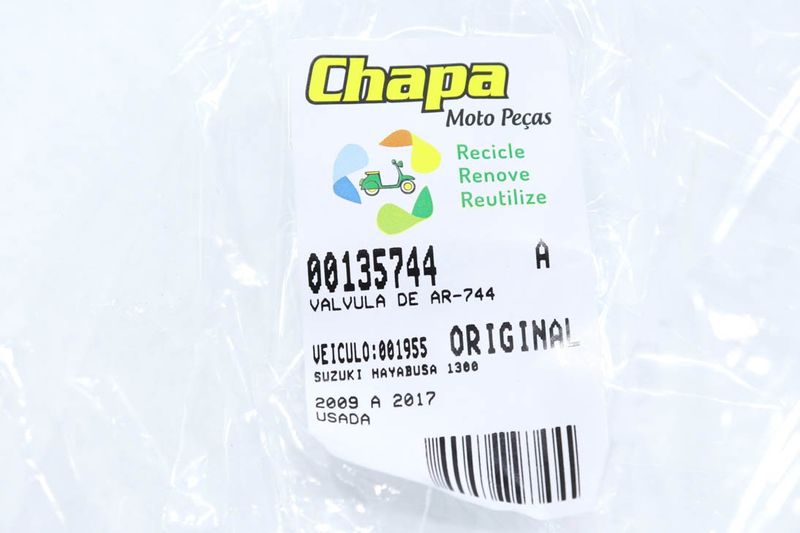 Chapa
Moto Peças
Recicle
Renove
Reutilize
00135744 A
VALVULA DE AR-744
VEICULO:001955 ORIGINAL
SUZUKI HAYABUSA 1300
2009 A 2017
USADA